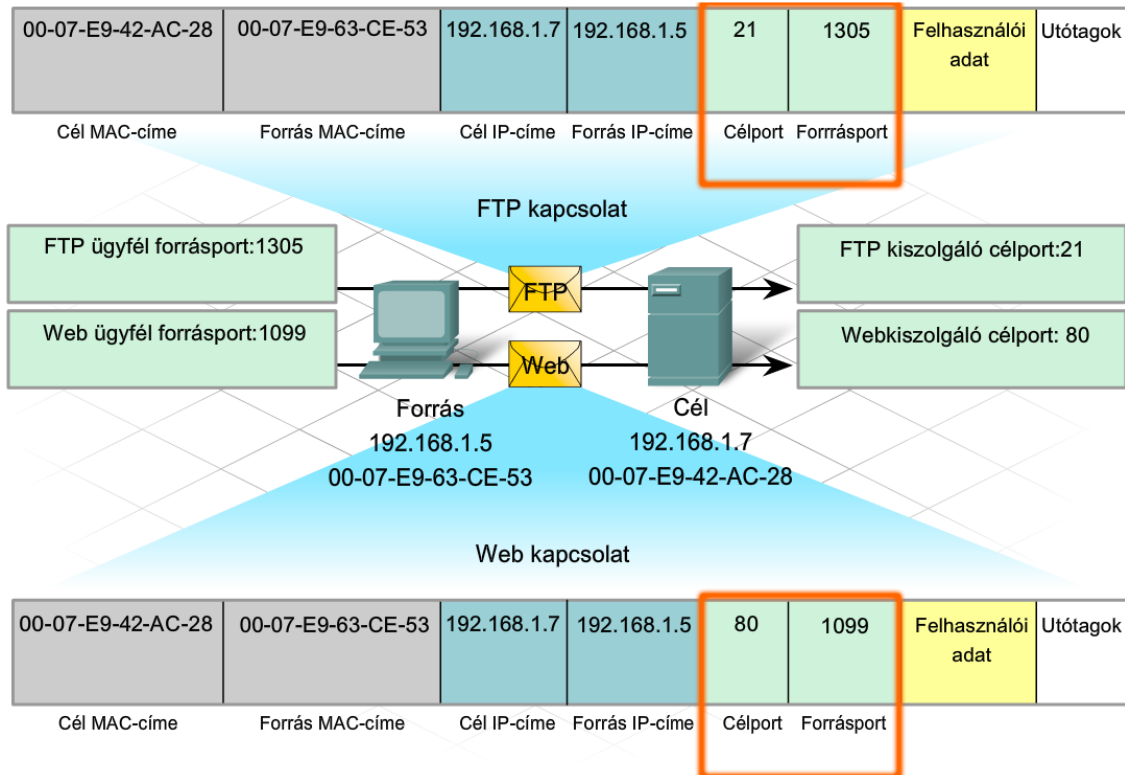 00-07-E9-42-AC-28 00-07-E9-63-CE-53 192.168.1.7 192.168.1.5 21 1305 Felhasználói adat Utótagok
Cél MAC-címe Forrás MAC-címe Cél IP-címe Forrás IP-címe Célport Forrrásport
FTP kapcsolat
FTP ügyfél forrásport:1305
FTP kiszolgáló célport:21
FTP
Web ügyfél forrásport:1099
Webkiszolgáló célport: 80
Web
Forrás
192.168.1.5
00-07-E9-63-CE-53
Cél
192.168.1.7
00-07-E9-42-AC-28
Web kapcsolat
00-07-E9-42-AC-28 00-07-E9-63-CE-53 192.168.1.7 192.168.1.5 80 1099 Felhasználói adat Utótagok
Cél MAC-címe Forrás MAC-címe Cél IP-címe Forrás IP-címe Célport Forrásport